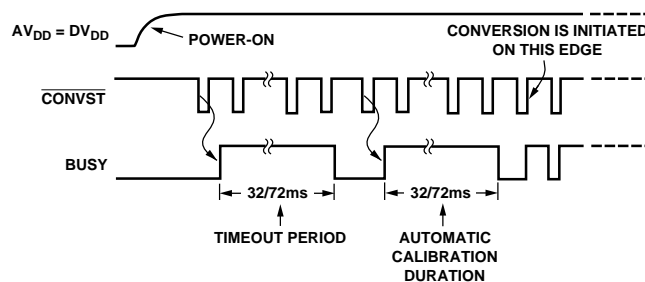 AVDD = DVDD
POWER-ON
CONVERSION IS INITIATED
ON THIS EDGE
CONVST
BUSY
32/72ms
32/72ms
TIMEOUT PERIOD
AUTOMATIC
CALIBRATION
DURATION